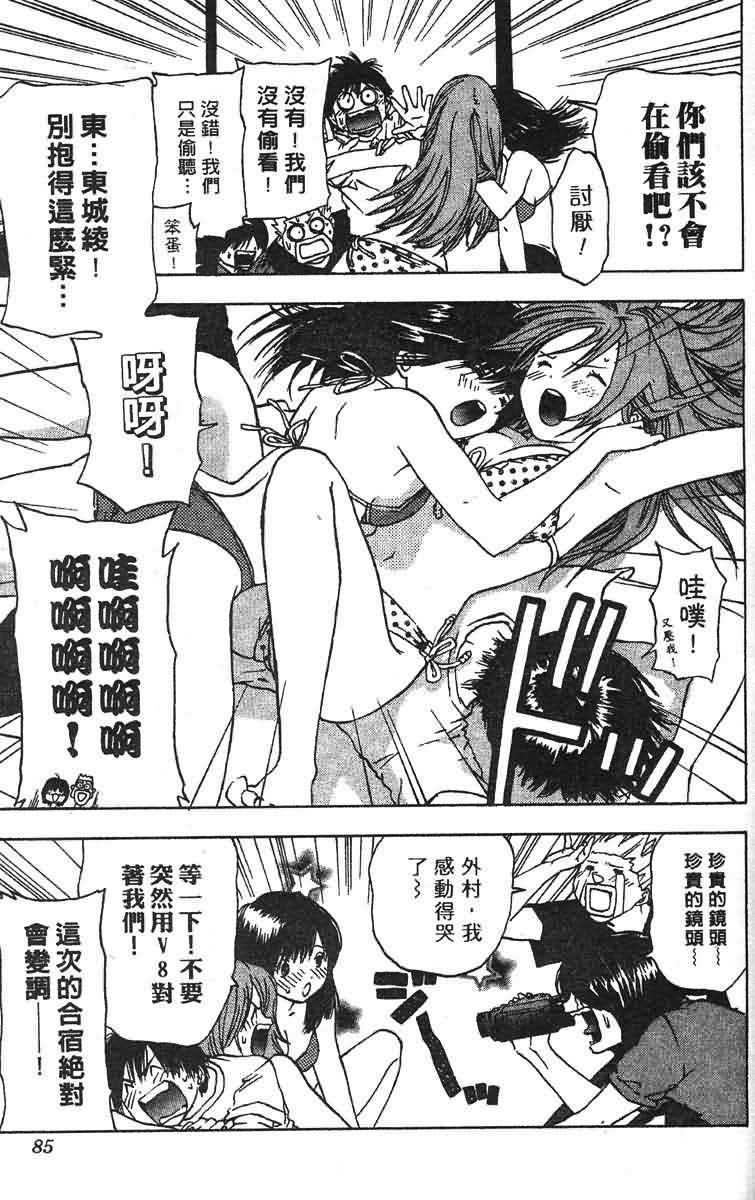 你們該不會
在偷看吧!?
討厭!
沒有!我們
沒有偷看!
沒錯!我們
只是偷聽…
笨蛋!
東…東城綾!
別抱得這麼緊…
呀呀!
哇噗!
又壓我!
哇啊啊啊啊
啊啊啊啊!
ドドッ
珍貴的鏡頭~
珍貴的鏡頭~
外村,我
感動得哭
了~
等一下!不要
突然用V8對
著我們!
這次的合宿絕對
會變調——!
85